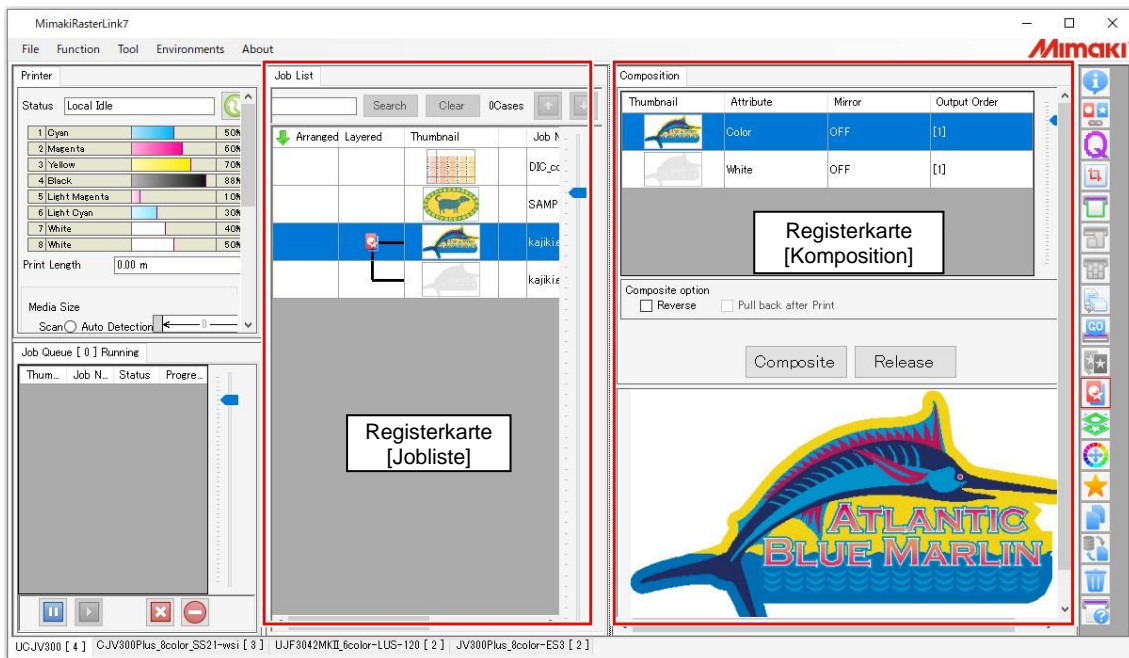 MimakiRasterLink7
File Function Tool Environments About
Mimaki
Printer
Status Local Idle
1 Cyan 50%
2 Magenta 60%
3 Yellow 70%
4 Black 88%
5 Light Magenta 10%
6 Light Cyan 30%
7 White 40%
8 White 50%
Print Length 0.00 m
Media Size
Scan Auto Detection 0
Job Queue [ 0 ] Running
Thum... Job N... Status Progre...
Job List
Search Clear 0Cases
Arranged Layered Thumbnail Job N
DIC_cc
SAMP
kajiki.e
kajiki.e
Registerkarte
[Jobliste]
Composition
Thumbnail Attribute Mirror Output Order
Color OFF [1]
White OFF [1]
Registerkarte
[Komposition]
Composite option
Reverse Pull back after Print
Composite Release
ATLANTIC
BLUE MARLIN
Q
GO
UCJV300 [ 4 ] CJV300Plus_8color_SS21-wsi [ 3 ] UJF3042MKII_6color-LUS-120 [ 2 ] JV300Plus_8color-ES3 [ 2 ]